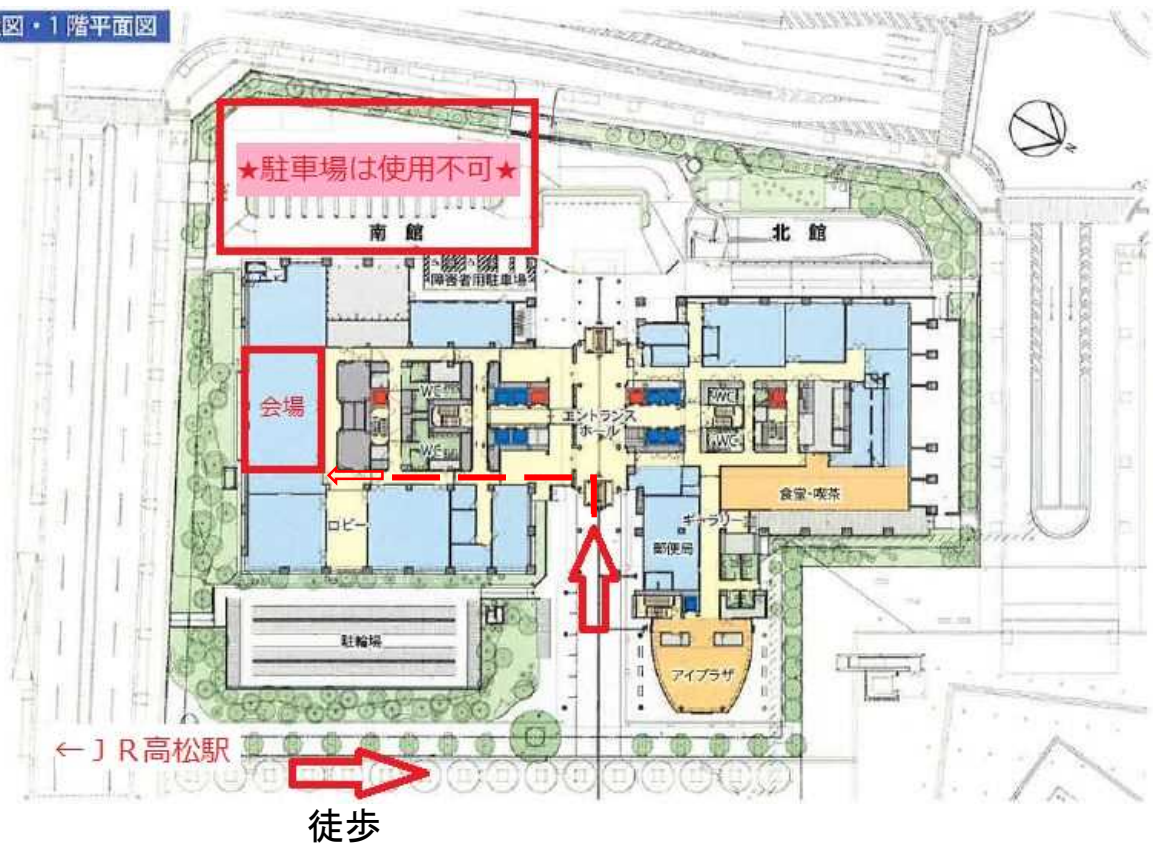 図・1階平面図
★駐車場は使用不可★
南館
北館
障害者用駐車場
N
会場
WC
WC
エントランス
ホール
WC
WC
食堂・喫茶
ギャラリー
ロビー
郵便局
駐輪場
アイプラザ
←JR高松駅
徒歩